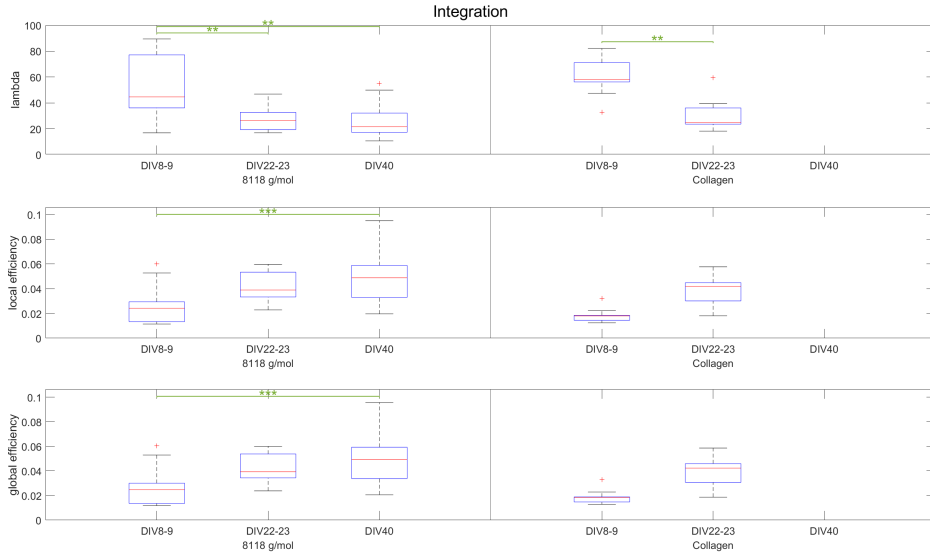 Integration
** **
**
100
80
60
40
20
0
lambda
DIV8-9 DIV22-23 DIV40 DIV8-9 DIV22-23 DIV40
8118 g/mol Collagen
***
0.1
0.08
0.06
0.04
0.02
0
local efficiency
DIV8-9 DIV22-23 DIV40 DIV8-9 DIV22-23 DIV40
8118 g/mol Collagen
***
0.1
0.08
0.06
0.04
0.02
0
global efficiency
DIV8-9 DIV22-23 DIV40 DIV8-9 DIV22-23 DIV40
8118 g/mol Collagen